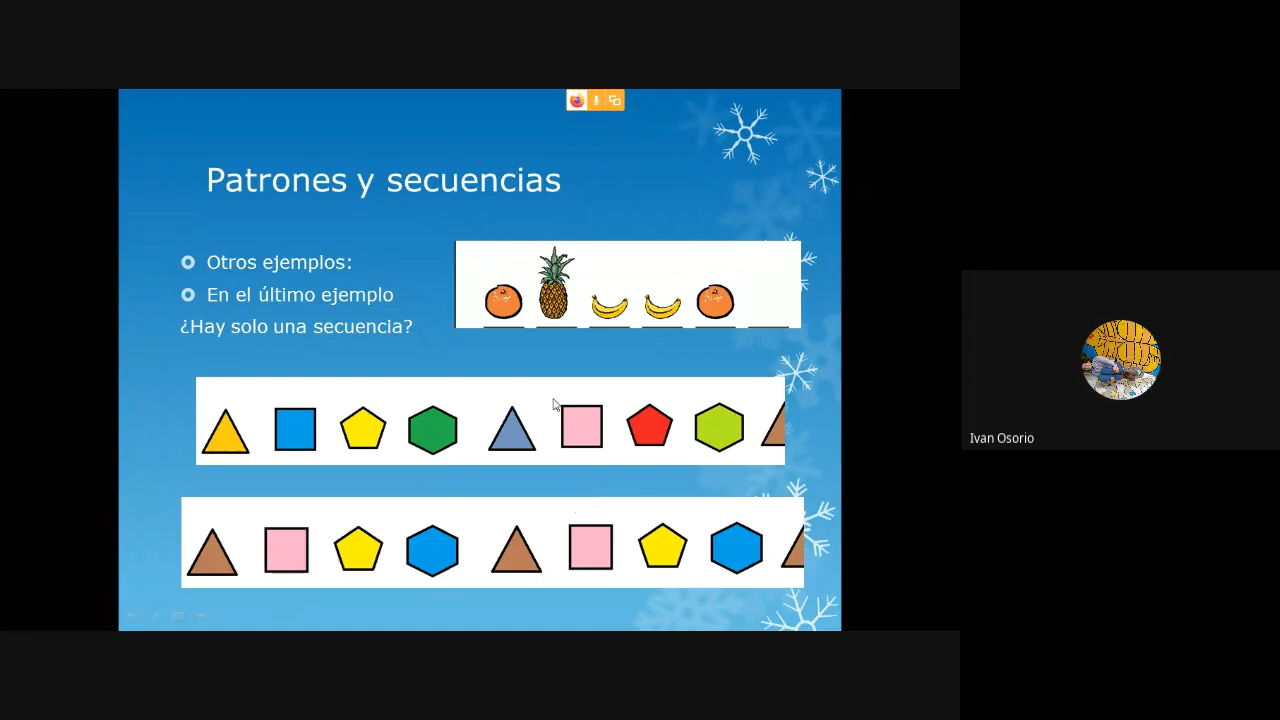 Patrones y secuencias
Otros ejemplos:
En el último ejemplo
¿Hay solo una secuencia?
Ivan Osorio